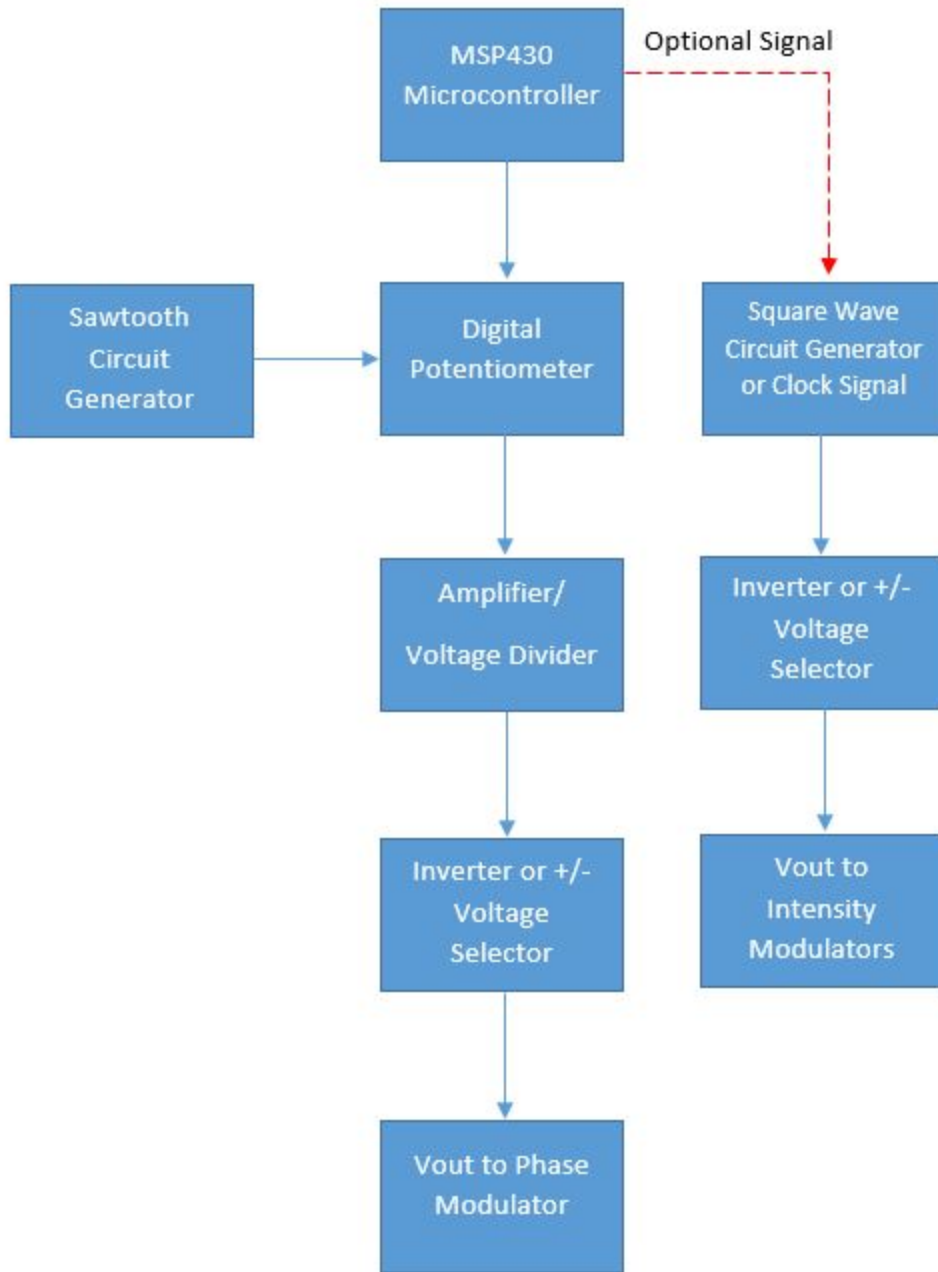 MSP430
Microcontroller
Optional Signal
Sawtooth
Circuit
Generator
Digital
Potentiometer
Square Wave
Circuit Generator
or Clock Signal
Amplifier/
Voltage Divider
Inverter or +/-
Voltage
Selector
Inverter or +/-
Voltage
Selector
Vout to
Intensity
Modulators
Vout to Phase
Modulator